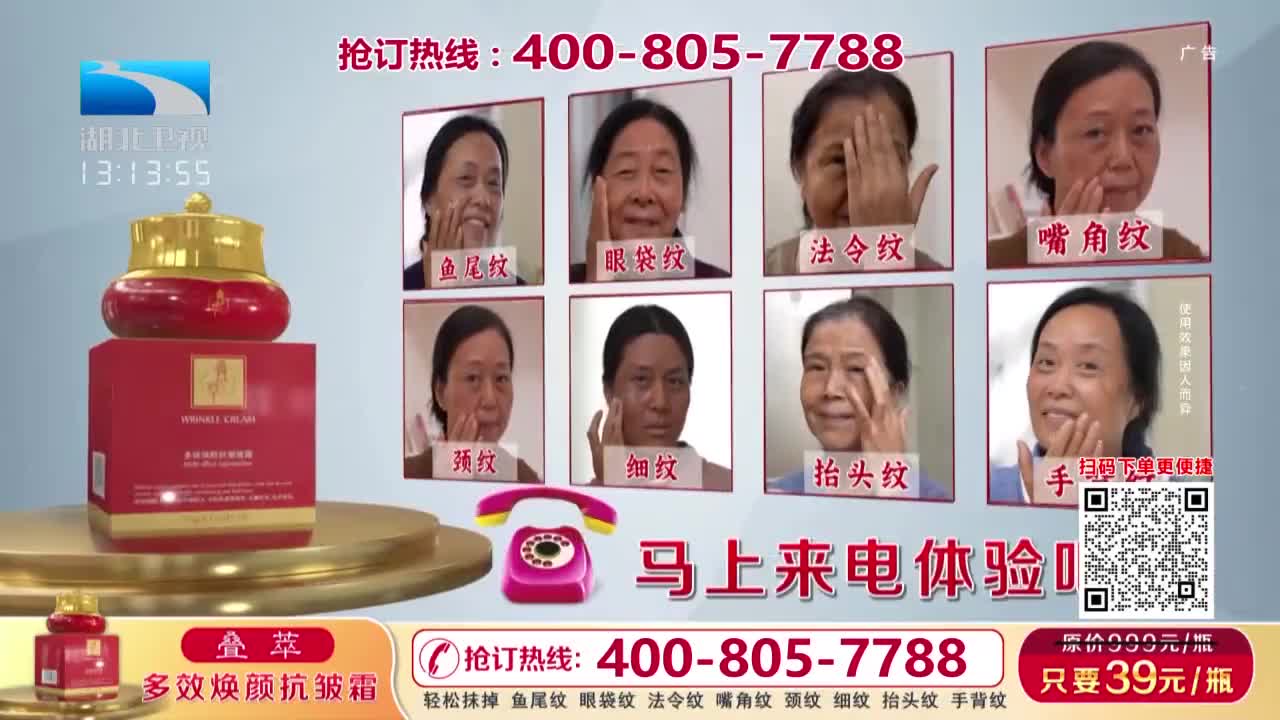 抢订热线：400-805-7788
广告
湖北卫视
13:13:55
鱼尾纹
眼袋纹
法令纹
嘴角纹
颈纹
细纹
抬头纹
手
使用效果因人而异
WRINKLE CREAM
多效焕颜抗皱霜
扫码下单更便捷
马上来电体验
叠萃
多效焕颜抗皱霜
抢订热线: 400-805-7788
轻松抹掉 鱼尾纹 眼袋纹 法令纹 嘴角纹 颈纹 细纹 抬头纹 手背纹
原价999元/瓶
只要39元/瓶